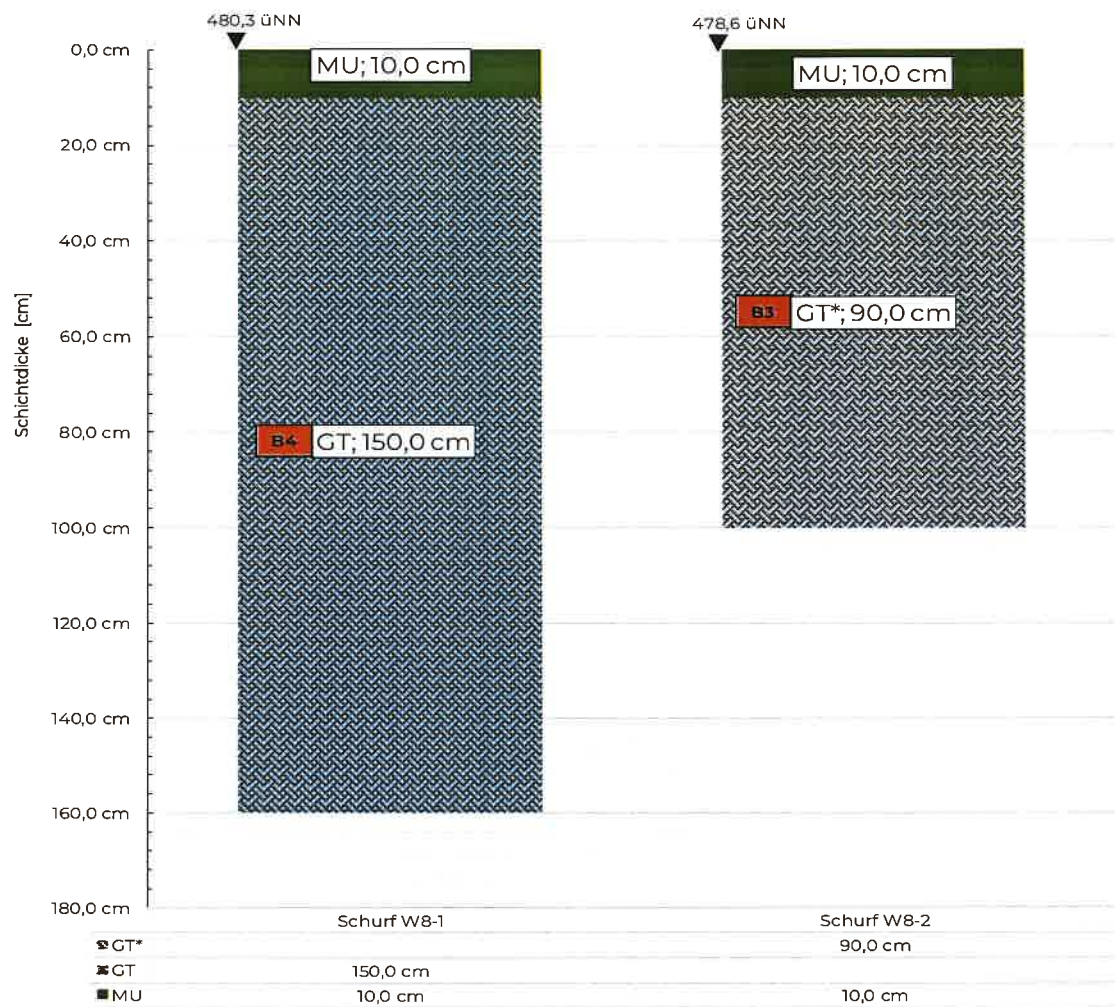 480,3 üNN
478,6 üNN
0,0 cm
MU; 10,0 cm
MU; 10,0 cm
20,0 cm
40,0 cm
Schichtdicke [cm]
B3 GT*; 90,0 cm
60,0 cm
80,0 cm
B4 GT; 150,0 cm
100,0 cm
120,0 cm
140,0 cm
160,0 cm
180,0 cm
Schurf W8-1 Schurf W8-2
GT* 90,0 cm
GT 150,0 cm
MU 10,0 cm 10,0 cm